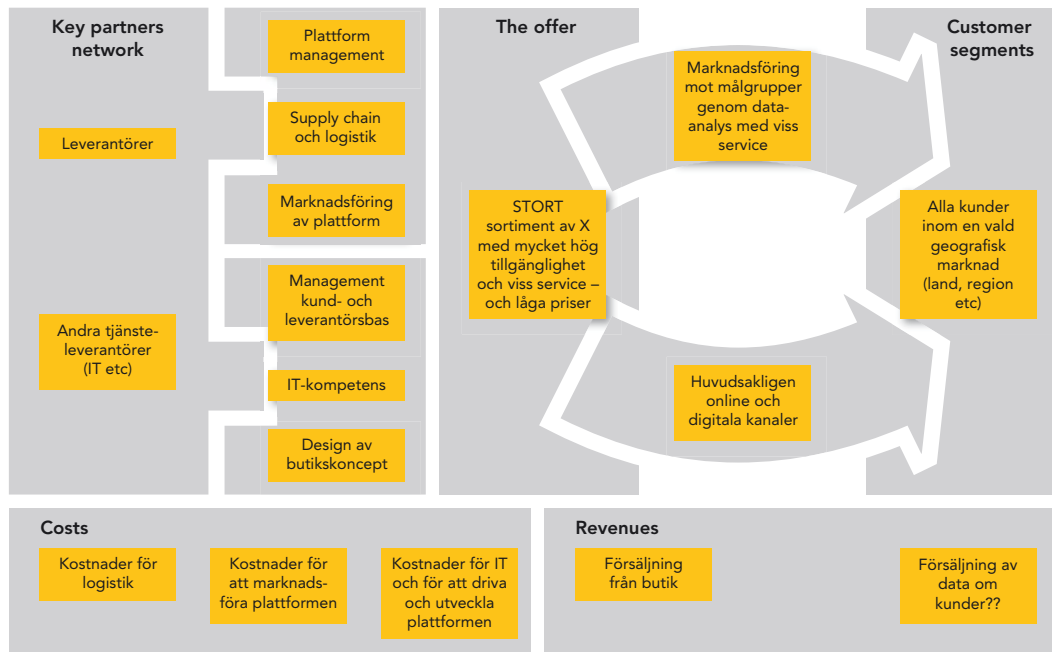 Key partners
network
Leverantörer
Andra tjänste-
leverantörer
(IT etc)
Plattform
management
Supply chain
och logistik
Marknadsföring
av plattform
Management
kund- och
leverantörsbas
IT-kompetens
Design av
butikskoncept
The offer
STORT
sortiment av X
med mycket hög
tillgänglighet
och viss service –
och låga priser
Marknadsföring
mot målgrupper
genom data-
analys med viss
service
Huvudsakligen
online och
digitala kanaler
Customer
segments
Alla kunder
inom en vald
geografisk
marknad
(land, region
etc)
Costs
Kostnader för
logistik
Kostnader för
att marknads-
föra plattformen
Kostnader för IT
och för att driva
och utveckla
plattformen
Revenues
Försäljning
från butik
Försäljning av
data om
kunder??